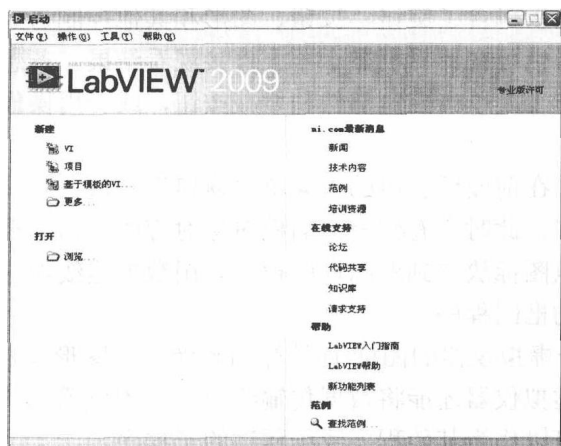 启动
文件(F) 操作(O) 工具(T) 帮助(H)
NATIONAL INSTRUMENTS
LabVIEW™ 2009
专业版许可
新建
VI
项目
基于模板的VI...
更多...
打开
浏览...
ni.com最新消息
新闻
技术内容
范例
培训资源
在线支持
论坛
代码共享
知识库
请求支持
帮助
LabVIEW入门指南
LabVIEW帮助
新功能列表
范例
查找范例...